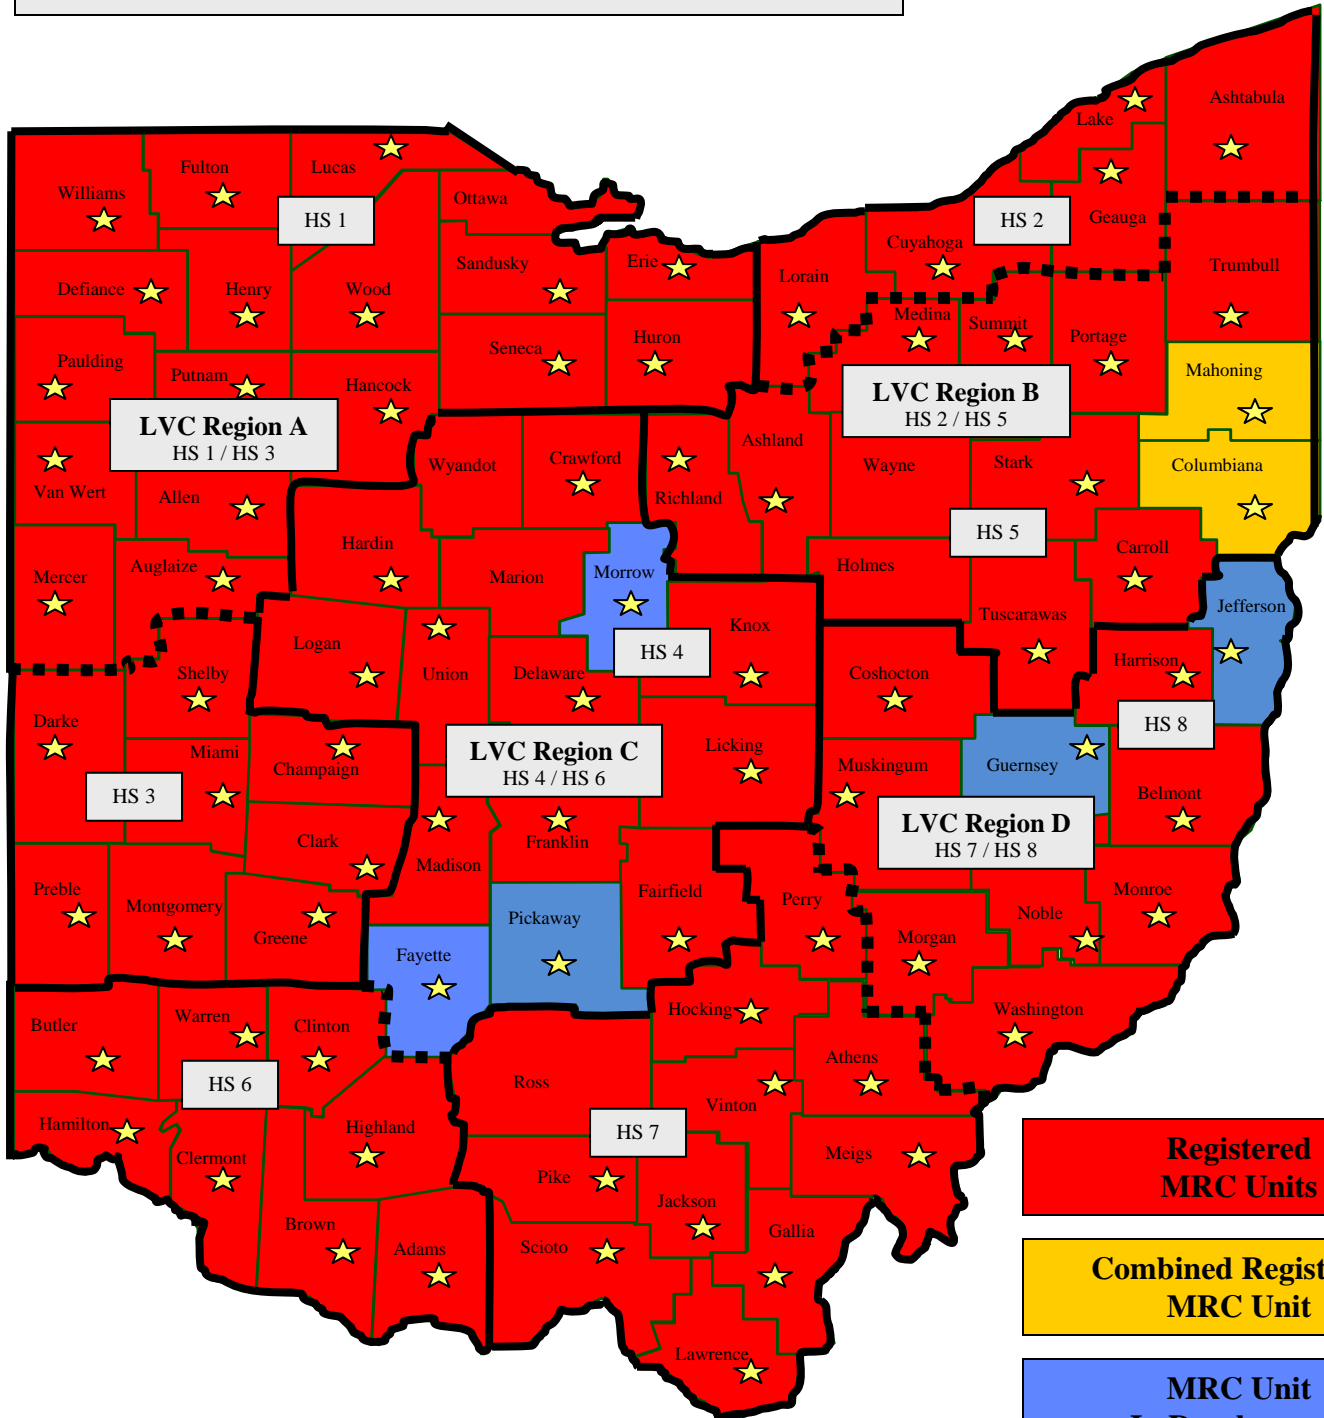 Ashtabula
Lake
Geauga
Cuyahoga
HS 2
Trumbull
Williams
Fulton
Lucas
HS 1
Ottawa
Sandusky
Erie
Lorain
Defiance
Henry
Wood
Medina
Summit
Portage
Paulding
Putnam
Hancock
Seneca
Huron
Mahoning
LVC Region A
HS 1 / HS 3
LVC Region B
HS 2 / HS 5
Van Wert
Allen
Wyandot
Crawford
Richland
Ashland
Wayne
Stark
Columbiana
HS 5
Mercer
Auglaize
Hardin
Marion
Morrow
Holmes
Carroll
Tuscarawas
Jefferson
Logan
Union
Delaware
HS 4
Knox
Coshocton
Harrison
HS 8
Shelby
Darke
Miami
HS 3
Champaign
LVC Region C
HS 4 / HS 6
Licking
Muskingum
Guernsey
Belmont
LVC Region D
HS 7 / HS 8
Clark
Madison
Franklin
Preble
Montgomery
Greene
Fayette
Pickaway
Fairfield
Perry
Morgan
Noble
Monroe
Washington
Butler
Warren
Clinton
HS 6
Ross
Hocking
Athens
Vinton
HS 7
Hamilton
Clermont
Highland
Pike
Jackson
Meigs
Brown
Adams
Scioto
Gallia
Lawrence
Registered
MRC Units
Combined Regist
MRC Unit
MRC Unit